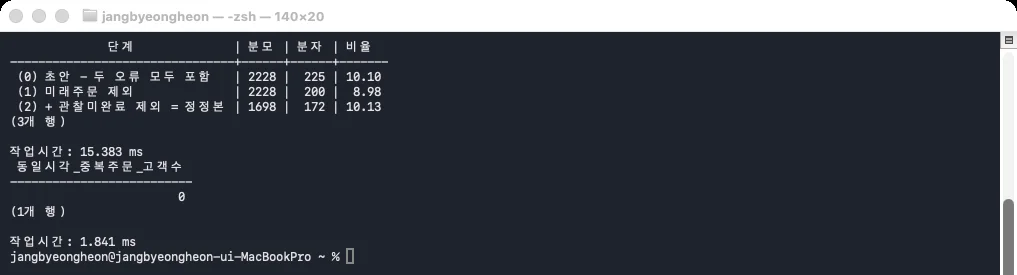 jangbyeongheon — -zsh — 140×20
단계 | 분모 | 분자 | 비율
--------------------------------+------+------+-------
(0) 초안 - 두 오류 모두 포함 | 2228 | 225 | 10.10
(1) 미래주문 제외 | 2228 | 200 | 8.98
(2) + 관찰미완료 제외 = 정정본 | 1698 | 172 | 10.13
(3개 행)
작업시간: 15.383 ms
동일시각_중복주문_고객수
--------------------------
0
(1개 행)
작업시간: 1.841 ms
jangbyeongheon@jangbyeongheon-ui-MacBookPro ~ %